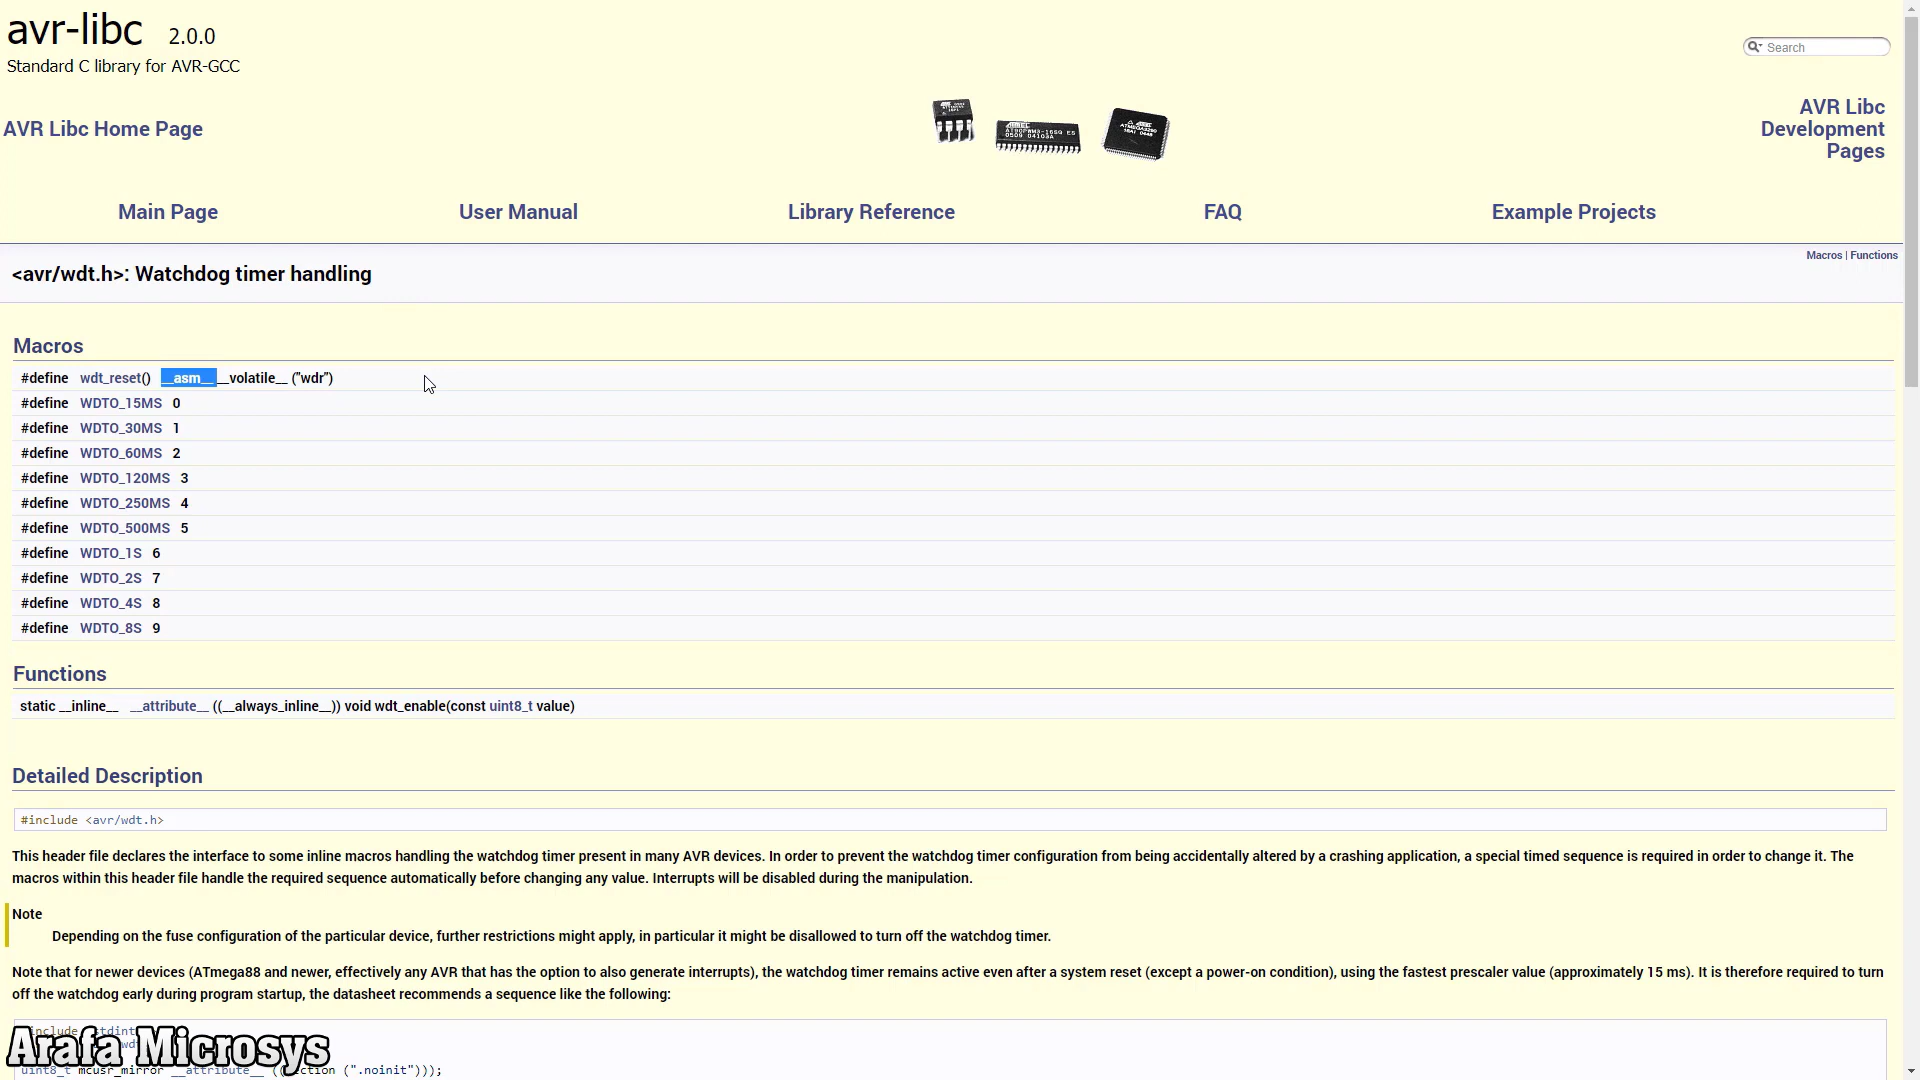 avr-libc 2.0.0
Standard C library for AVR-GCC
Search
AVR Libc Home Page
AVR Libc
Development
Pages
Main Page User Manual Library Reference FAQ Example Projects
Macros | Functions
<avr/wdt.h>: Watchdog timer handling
Macros
#define wdt_reset() __asm__ __volatile__ ("wdr")
#define WDTO_15MS 0
#define WDTO_30MS 1
#define WDTO_60MS 2
#define WDTO_120MS 3
#define WDTO_250MS 4
#define WDTO_500MS 5
#define WDTO_1S 6
#define WDTO_2S 7
#define WDTO_4S 8
#define WDTO_8S 9
Functions
static __inline__ __attribute__ ((__always_inline__)) void wdt_enable(const uint8_t value)
Detailed Description
#include <avr/wdt.h>
This header file declares the interface to some inline macros handling the watchdog timer present in many AVR devices. In order to prevent the watchdog timer configuration from being accidentally altered by a crashing application, a special timed sequence is required in order to change it. The
macros within this header file handle the required sequence automatically before changing any value. Interrupts will be disabled during the manipulation.
Note
Depending on the fuse configuration of the particular device, further restrictions might apply, in particular it might be disallowed to turn off the watchdog timer.
Note that for newer devices (ATmega88 and newer, effectively any AVR that has the option to also generate interrupts), the watchdog timer remains active even after a system reset (except a power-on condition), using the fastest prescaler value (approximately 15 ms). It is therefore required to turn
off the watchdog early during program startup, the datasheet recommends a sequence like the following:
Arafa Microsys
uint8_t mcusr_mirror __attribute__ (".noinit")));